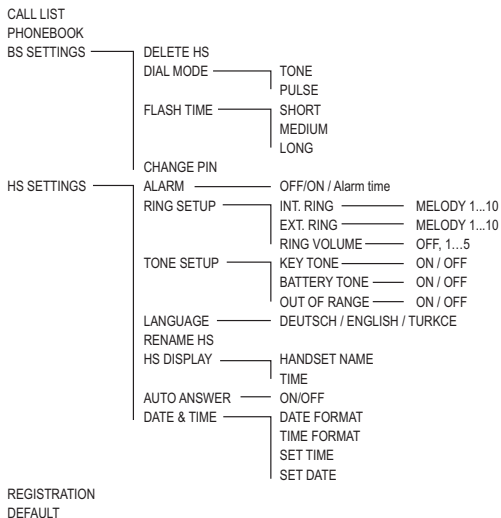 CALL LIST
PHONEBOOK
BS SETTINGS DELETE HS
DIAL MODE TONE
PULSE
FLASH TIME SHORT
MEDIUM
LONG
CHANGE PIN
HS SETTINGS ALARM OFF/ON / Alarm time
RING SETUP INT. RING MELODY 1...10
EXT. RING MELODY 1...10
RING VOLUME OFF, 1…5
TONE SETUP KEY TONE ON / OFF
BATTERY TONE ON / OFF
OUT OF RANGE ON / OFF
LANGUAGE DEUTSCH / ENGLISH / TURKCE
RENAME HS
HS DISPLAY HANDSET NAME
TIME
AUTO ANSWER ON/OFF
DATE & TIME DATE FORMAT
TIME FORMAT
SET TIME
SET DATE
REGISTRATION
DEFAULT